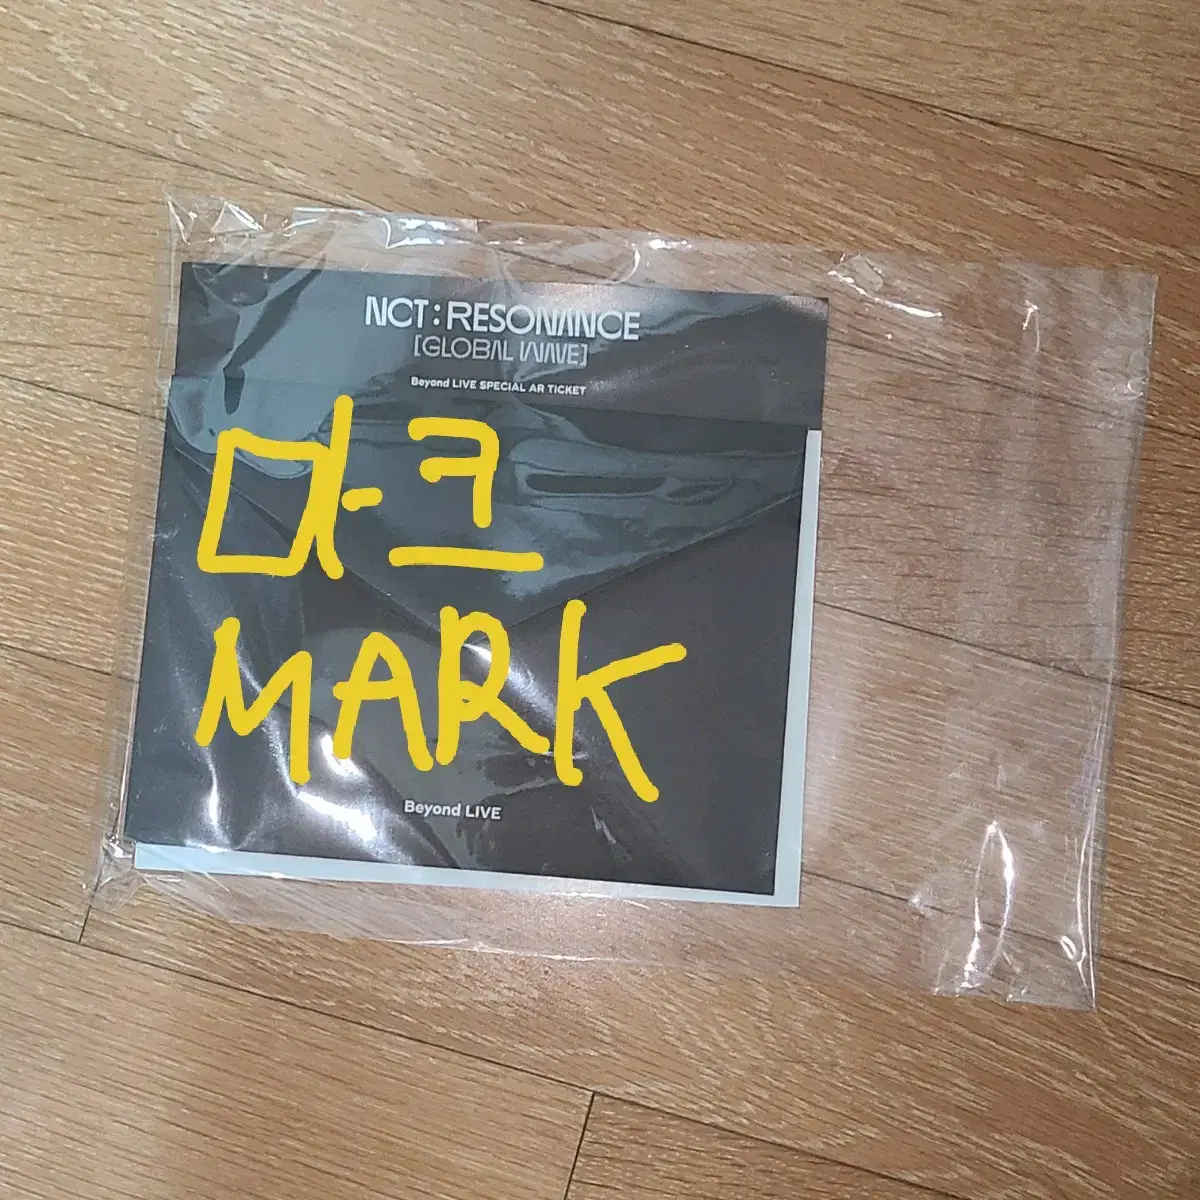 NCT : RESONANCE
[GLOBAL WAVE]
Beyond LIVE SPECIAL AR TICKET
마크
MARK
Beyond LIVE